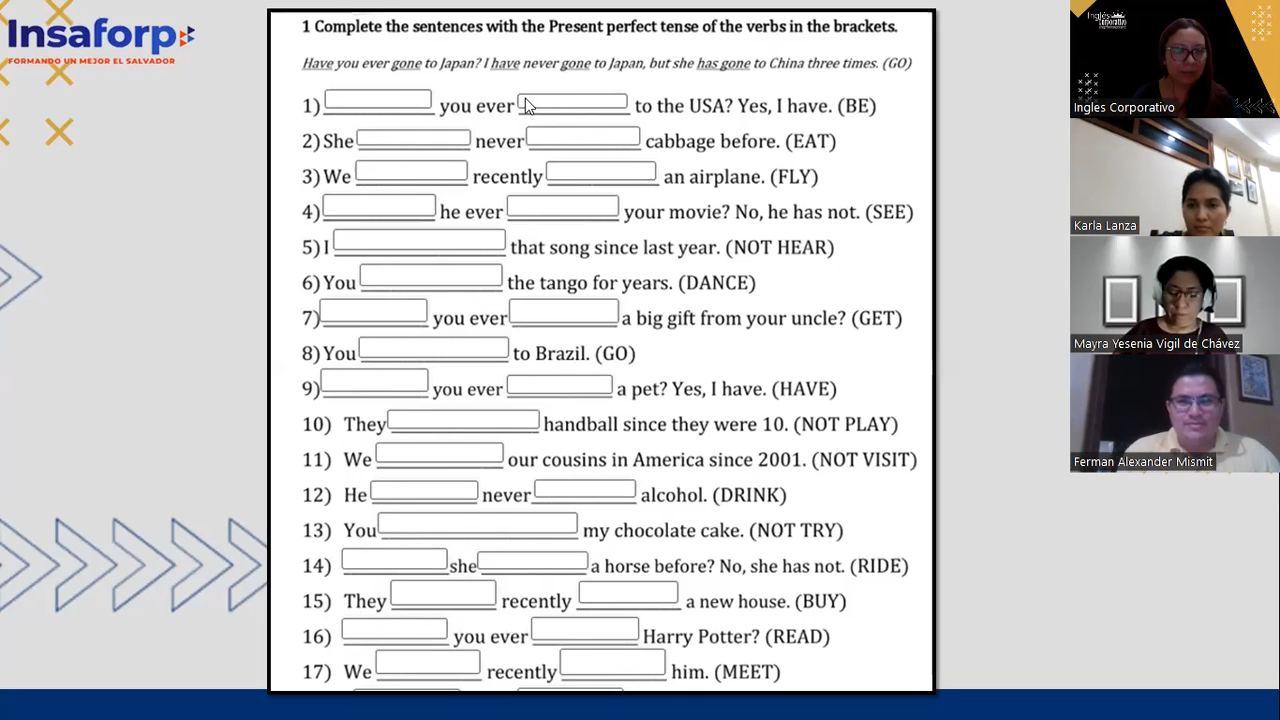 Insaforp
FORMANDO UN MEJOR EL SALVADOR
1 Complete the sentences with the Present perfect tense of the verbs in the brackets.
Have you ever gone to Japan? I have never gone to Japan, but she has gone to China three times. (GO)
1) you ever to the USA? Yes, I have. (BE)
2) She never cabbage before. (EAT)
3) We recently an airplane. (FLY)
4) he ever your movie? No, he has not. (SEE)
5) I that song since last year. (NOT HEAR)
6) You the tango for years. (DANCE)
7) you ever a big gift from your uncle? (GET)
8) You to Brazil. (GO)
9) you ever a pet? Yes, I have. (HAVE)
10) They handball since they were 10. (NOT PLAY)
11) We our cousins in America since 2001. (NOT VISIT)
12) He never alcohol. (DRINK)
13) You my chocolate cake. (NOT TRY)
14) she a horse before? No, she has not. (RIDE)
15) They recently a new house. (BUY)
16) you ever Harry Potter? (READ)
17) We recently him. (MEET)
Inglés
Corporativo
Ingles Corporativo
Karla Lanza
Mayra Yesenia Vigil de Chávez
Ferman Alexander Mismit